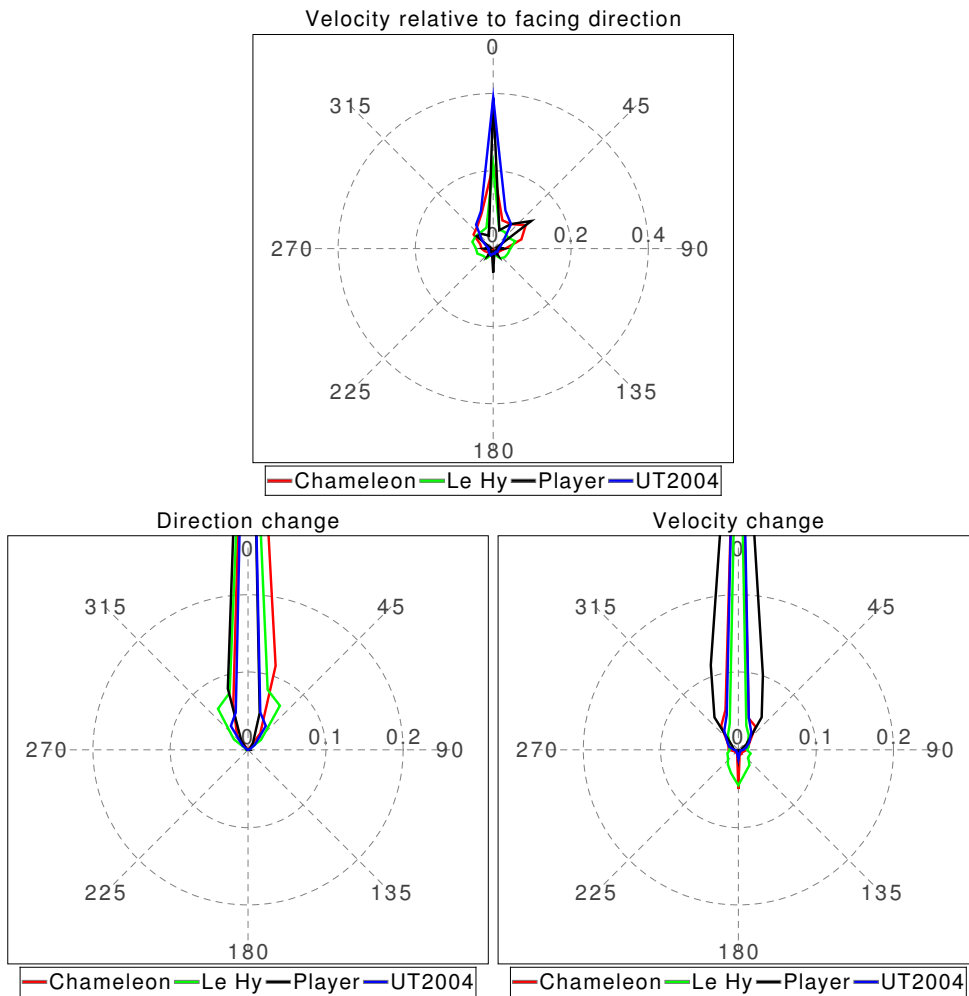 Velocity relative to facing direction
0
315 45
270 0 0.2 0.4 90
225 135
180
Chameleon Le Hy Player UT2004
Direction change
0
315 45
270 0 0.1 0.2 90
225 135
180
Chameleon Le Hy Player UT2004
Velocity change
0
315 45
270 0 0.1 0.2 90
225 135
180
Chameleon Le Hy Player UT2004